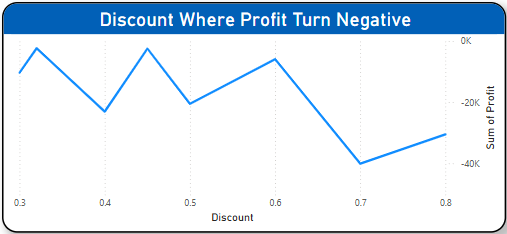 Discount Where Profit Turn Negative
0K
-20K
-40K
Sum of Profit
0.3 0.4 0.5 0.6 0.7 0.8
Discount